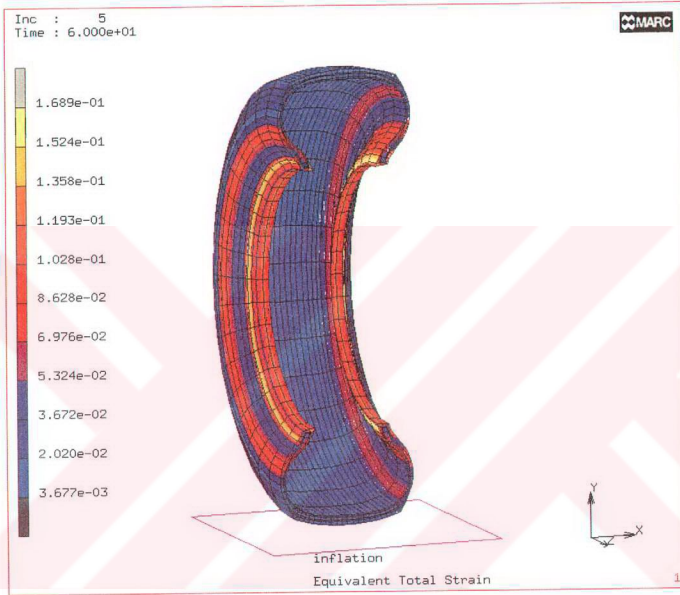 Inc : 5
Time : 6.000e+01
MARC
1.689e-01
1.524e-01
1.358e-01
1.193e-01
1.028e-01
8.628e-02
6.976e-02
5.324e-02
3.672e-02
2.020e-02
3.677e-03
Y
X
Z
inflation
Equivalent Total Strain
1